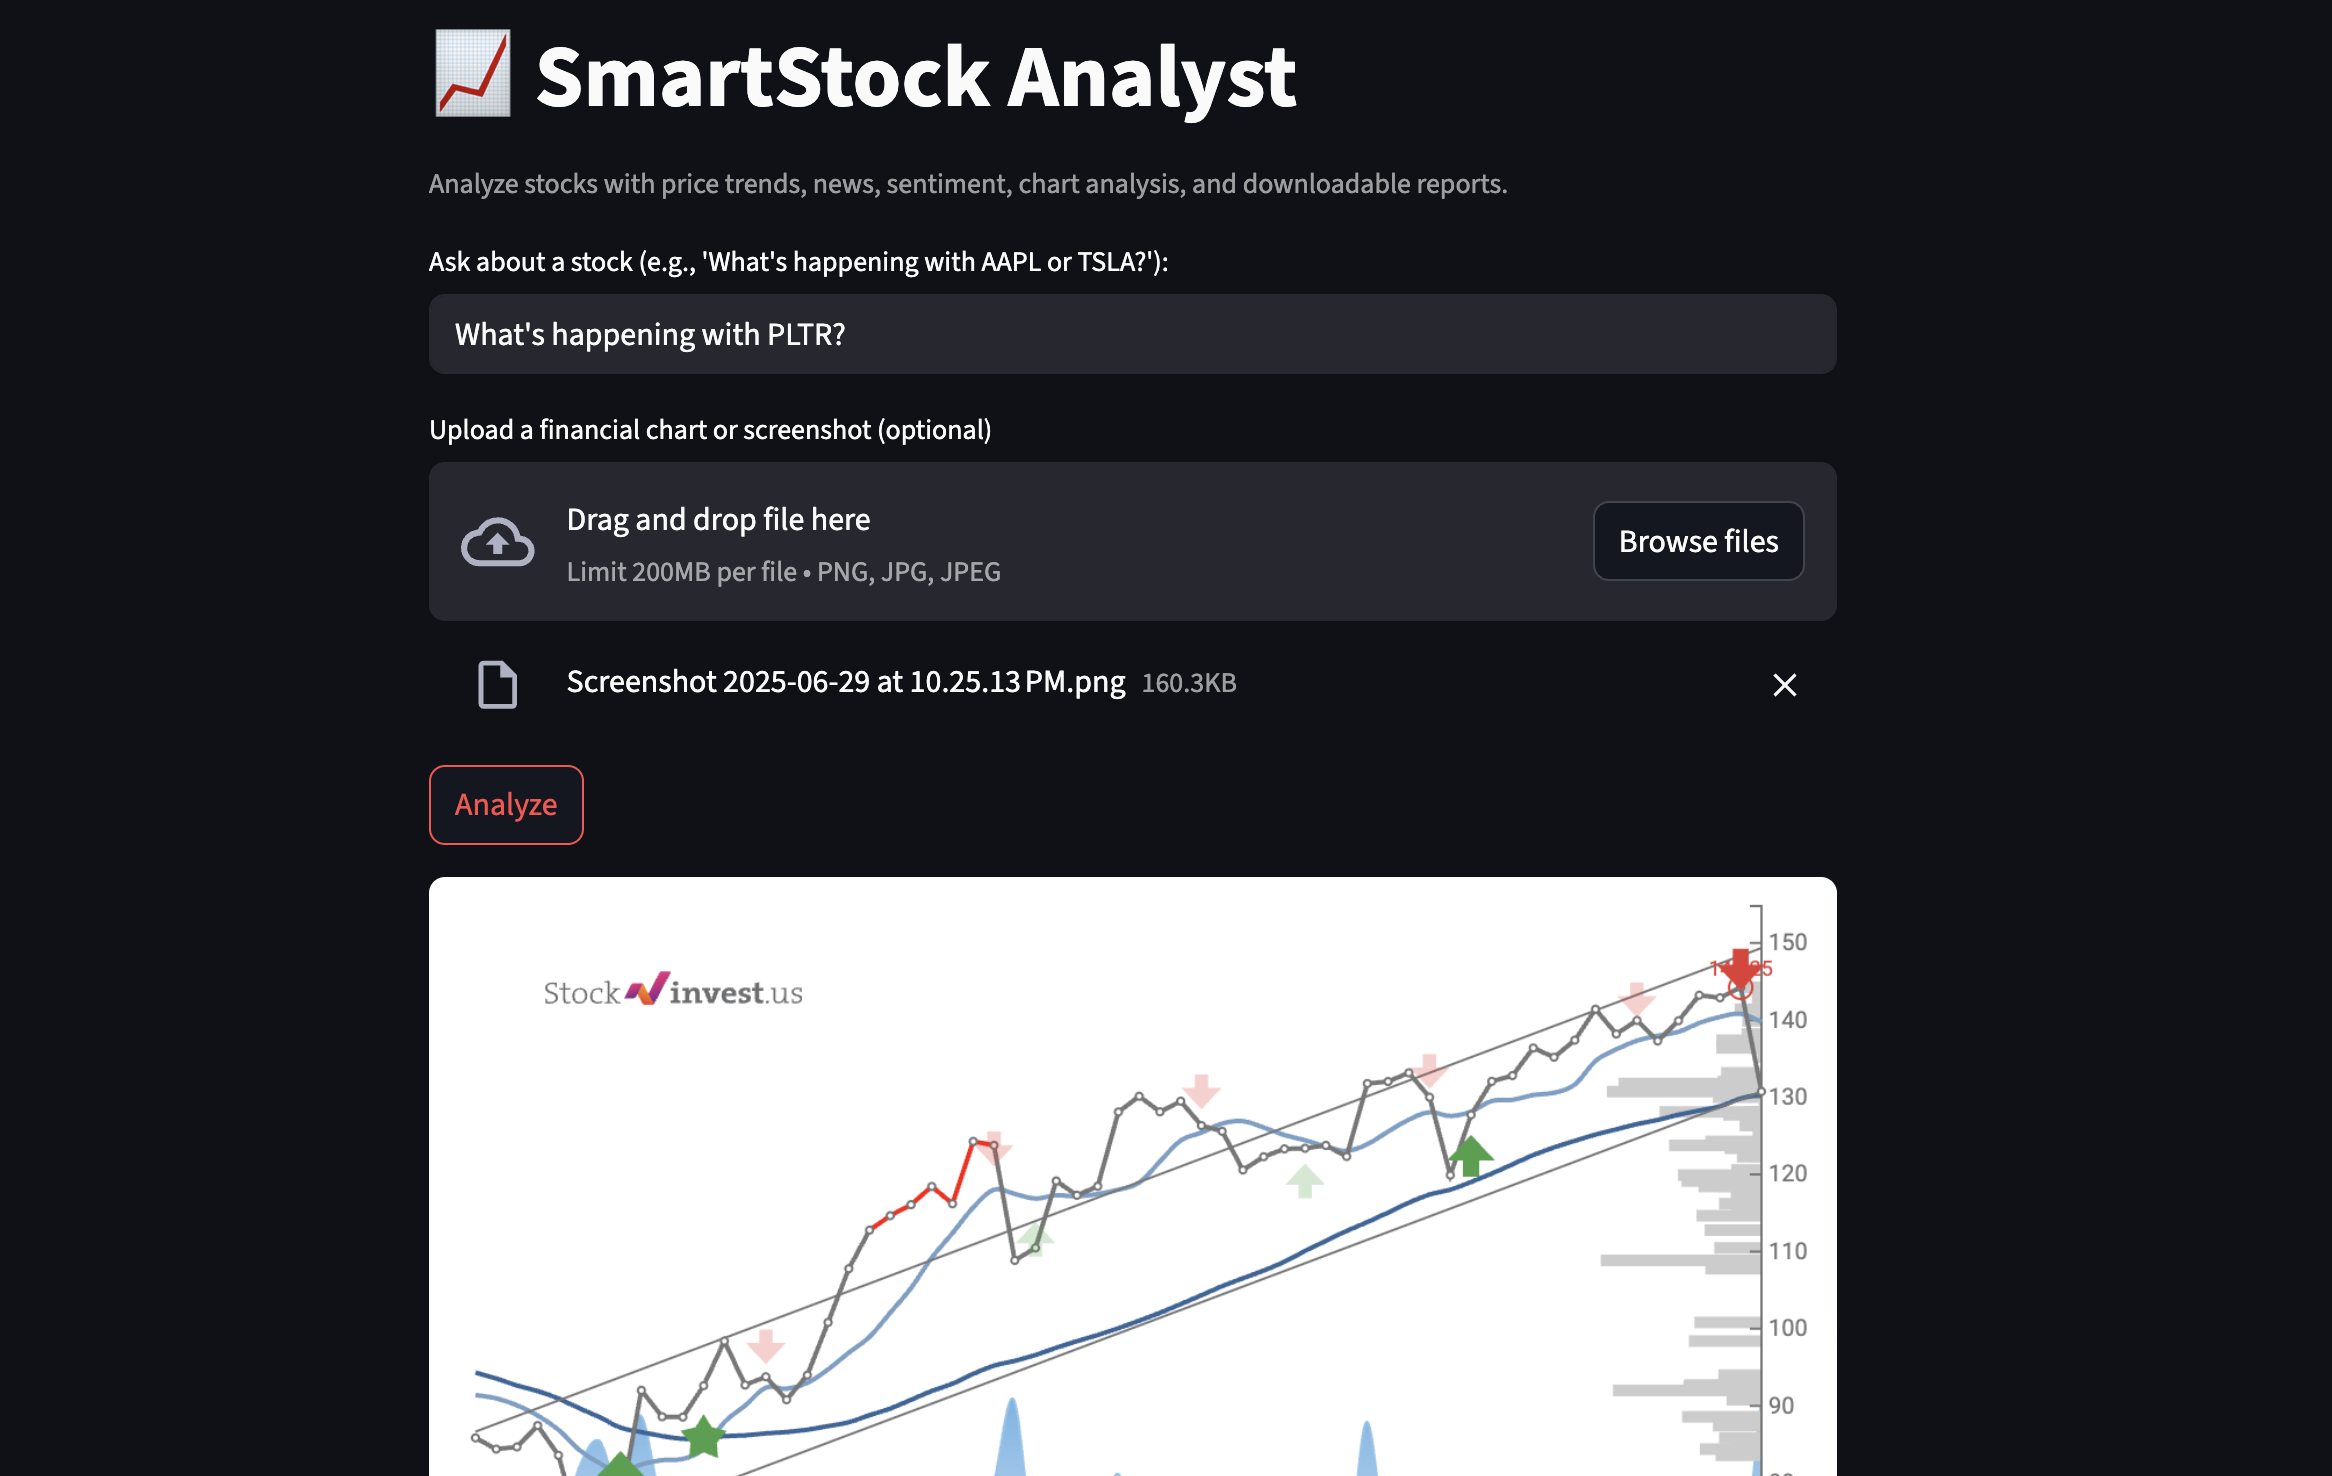 SmartStock Analyst
Analyze stocks with price trends, news, sentiment, chart analysis, and downloadable reports.
Ask about a stock (e.g., 'What's happening with AAPL or TSLA?'):
What's happening with PLTR?
Upload a financial chart or screenshot (optional)
Drag and drop file here
Limit 200MB per file • PNG, JPG, JPEG
Browse files
Screenshot 2025-06-29 at 10.25.13 PM.png 160.3KB
Analyze
Stockinvest.us
150
140
130
120
110
100
90